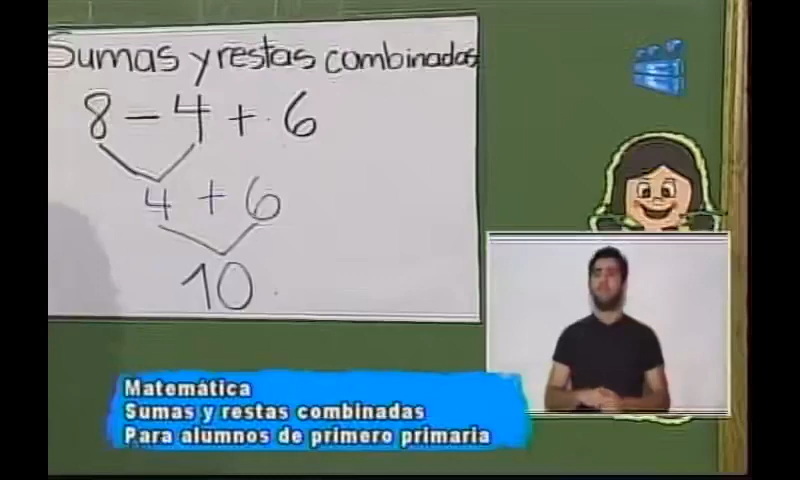 Sumas y restas combinadas
8 - 4 + 6
4 + 6
10
Matemática
Sumas y restas combinadas
Para alumnos de primero primaria